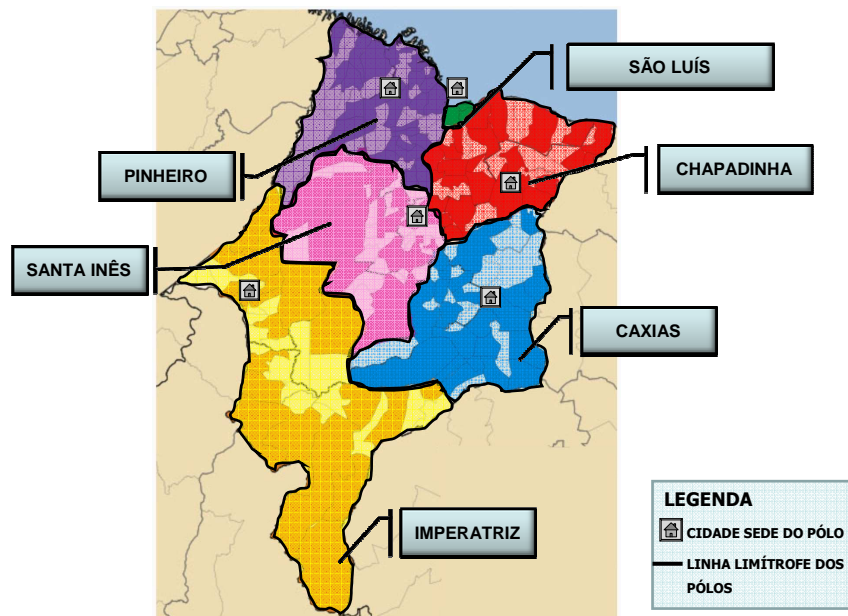 SÃO LUÍS
CHAPADINHA
PINHEIRO
SANTA INÊS
CAXIAS
IMPERATRIZ
LEGENDA
CIDADE SEDE DO PÓLO
LINHA LIMÍTROFE DOS
PÓLOS